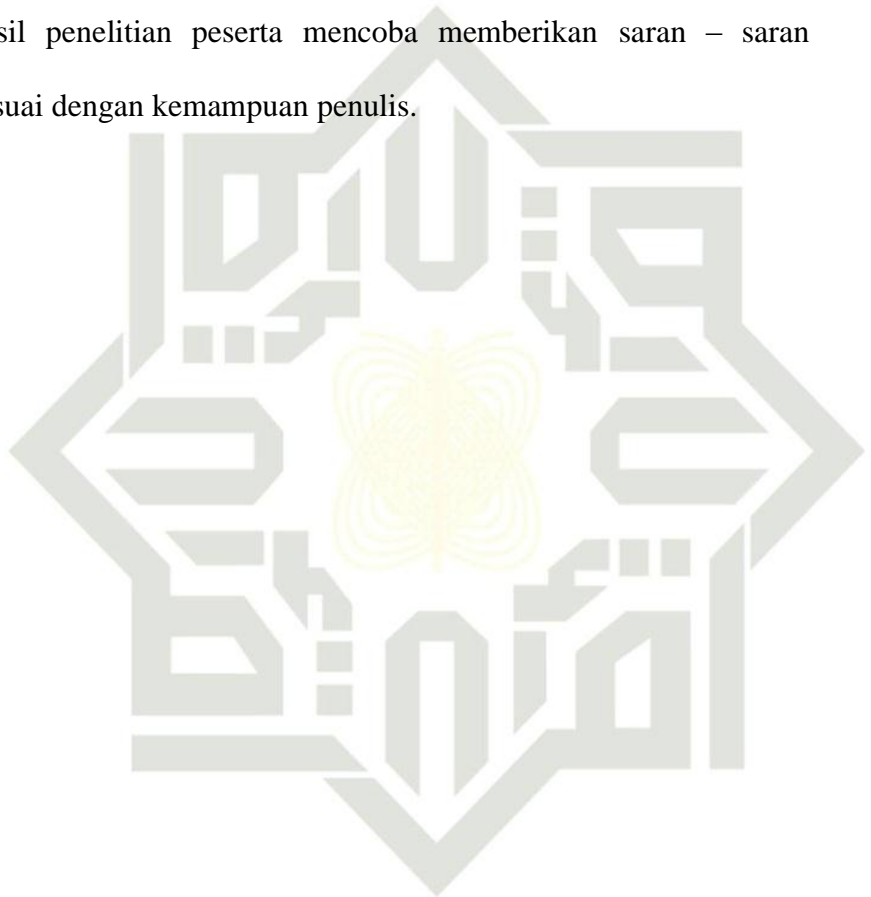 sil penelitian peserta mencoba memberikan saran – saran
suai dengan kemampuan penulis.